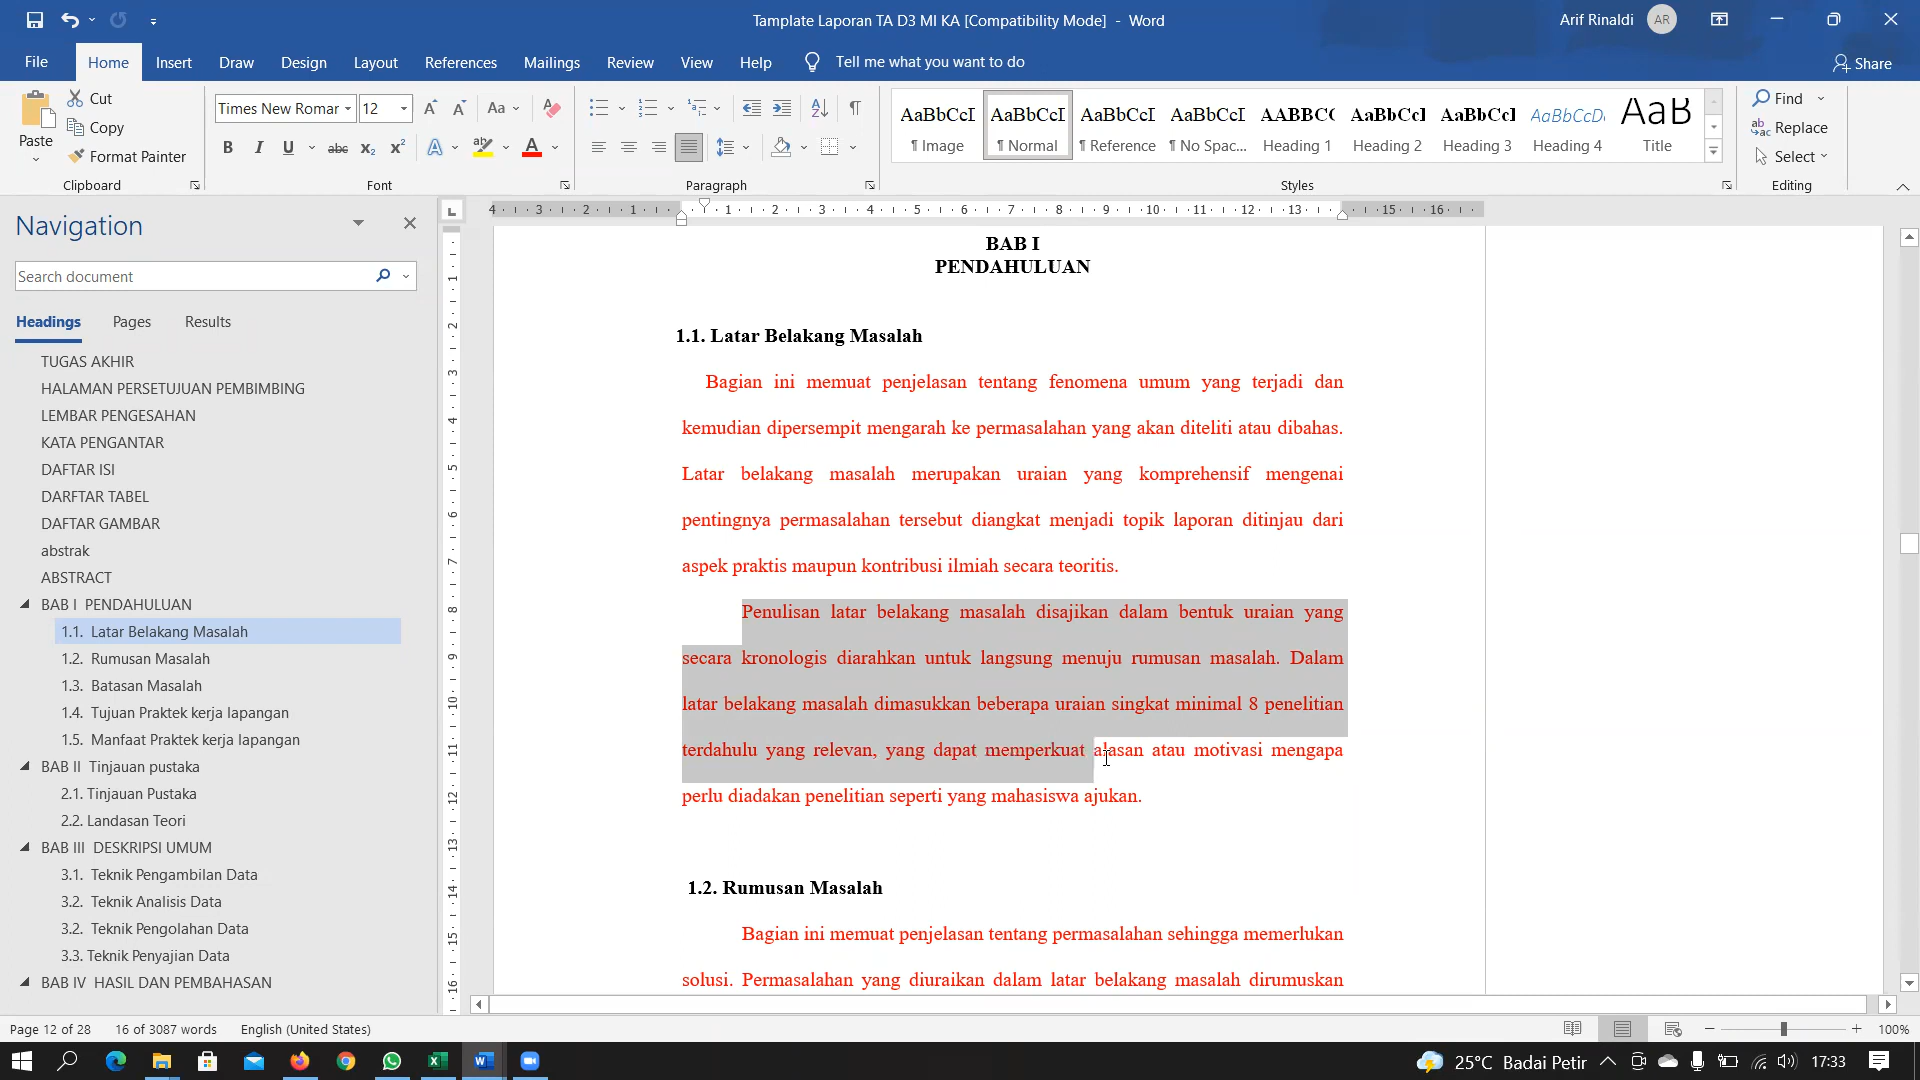 Tamplate Laporan TA D3 MI KA [Compatibility Mode] - Word
Arif Rinaldi
AR
File
Home
Insert
Draw
Design
Layout
References
Mailings
Review
View
Help
Tell me what you want to do
Share
Paste
Cut
Copy
Format Painter
Clipboard
Times New Romar
12
Font
Paragraph
AaBbCcI
¶ Image
AaBbCcI
¶ Normal
AaBbCcI
¶ Reference
AaBbCcI
¶ No Spac...
AABBC(
Heading 1
AaBbCcI
Heading 2
AaBbCcI
Heading 3
AaBbCcD
Heading 4
AaB
Title
Styles
Find
Replace
Select
Editing
Navigation
Search document
Headings
Pages
Results
TUGAS AKHIR
HALAMAN PERSETUJUAN PEMBIMBING
LEMBAR PENGESAHAN
KATA PENGANTAR
DAFTAR ISI
DARFTAR TABEL
DAFTAR GAMBAR
abstrak
ABSTRACT
BAB I PENDAHULUAN
1.1. Latar Belakang Masalah
1.2. Rumusan Masalah
1.3. Batasan Masalah
1.4. Tujuan Praktek kerja lapangan
1.5. Manfaat Praktek kerja lapangan
BAB II Tinjauan pustaka
2.1. Tinjauan Pustaka
2.2. Landasan Teori
BAB III DESKRIPSI UMUM
3.1. Teknik Pengambilan Data
3.2. Teknik Analisis Data
3.2. Teknik Pengolahan Data
3.3. Teknik Penyajian Data
BAB IV HASIL DAN PEMBAHASAN
BAB I
PENDAHULUAN
1.1. Latar Belakang Masalah
Bagian ini memuat penjelasan tentang fenomena umum yang terjadi dan
kemudian dipersempit mengarah ke permasalahan yang akan diteliti atau dibahas.
Latar belakang masalah merupakan uraian yang komprehensif mengenai
pentingnya permasalahan tersebut diangkat menjadi topik laporan ditinjau dari
aspek praktis maupun kontribusi ilmiah secara teoritis.
Penulisan latar belakang masalah disajikan dalam bentuk uraian yang
secara kronologis diarahkan untuk langsung menuju rumusan masalah. Dalam
latar belakang masalah dimasukkan beberapa uraian singkat minimal 8 penelitian
terdahulu yang relevan, yang dapat memperkuat alasan atau motivasi mengapa
perlu diadakan penelitian seperti yang mahasiswa ajukan.
1.2. Rumusan Masalah
Bagian ini memuat penjelasan tentang permasalahan sehingga memerlukan
solusi. Permasalahan yang diuraikan dalam latar belakang masalah dirumuskan
Page 12 of 28
16 of 3087 words
English (United States)
100%
25°C Badai Petir
17:33